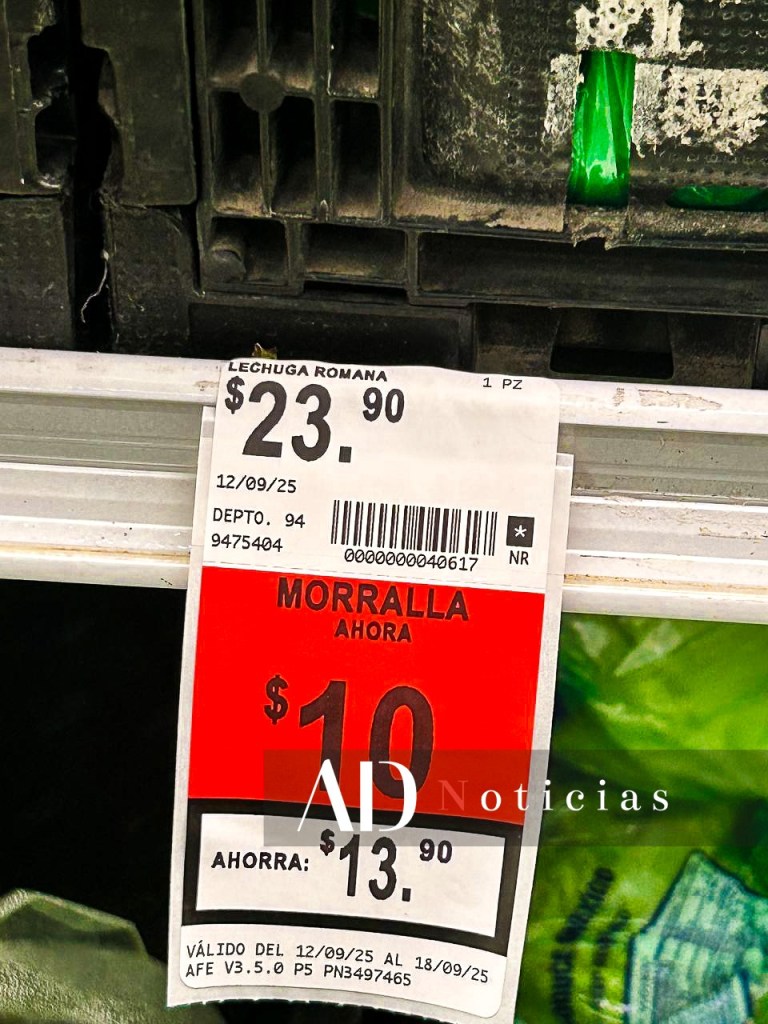 LECHUGA ROMANA 1 PZ
$23.90
12/09/25
DEPTO. 94
9475404
0000000040617
* NR
MORRALLA
AHORA
$10
AD Noticias
AHORRA: $13.90
VÁLIDO DEL 12/09/25 AL 18/09/25
AFE V3.5.0 P5 PN3497465